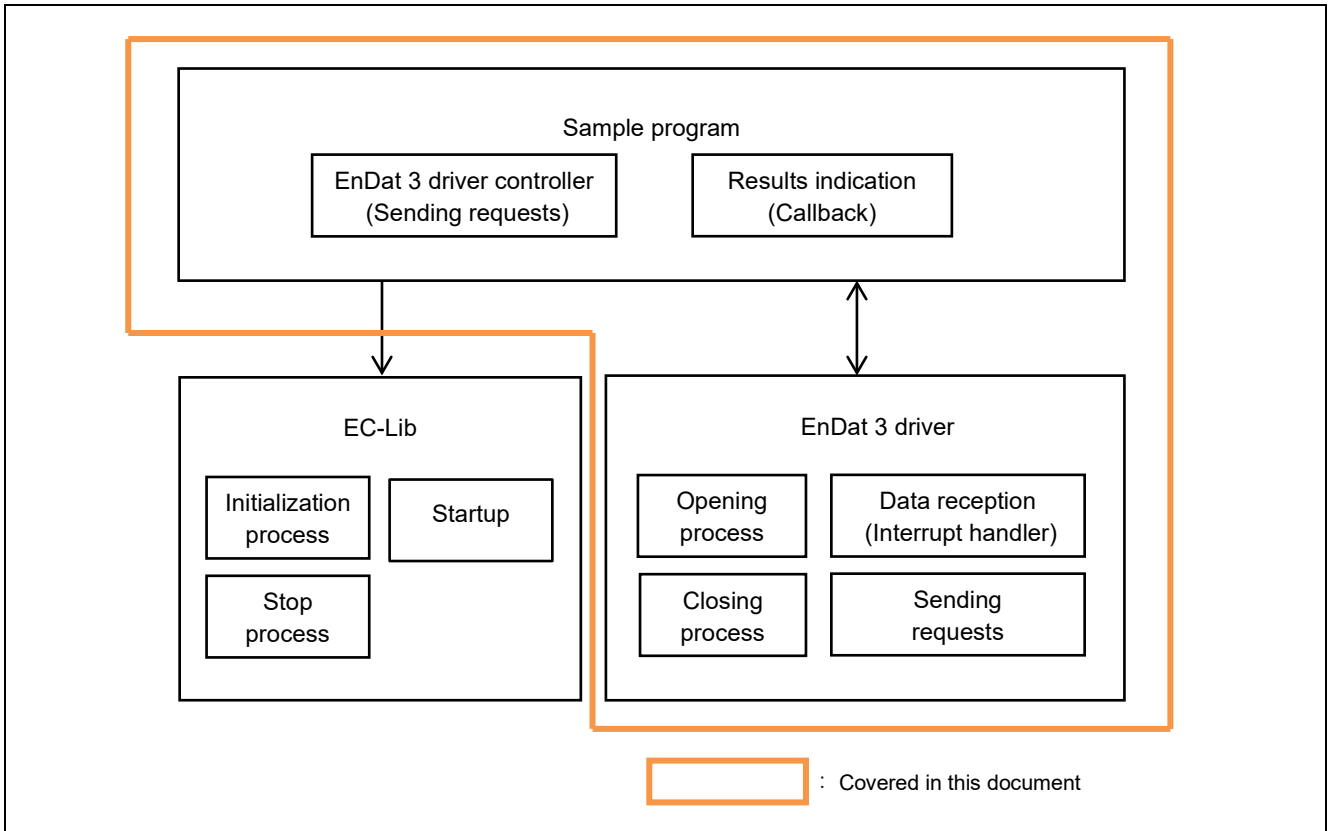 Sample program
EnDat 3 driver controller
(Sending requests)
Results indication
(Callback)
EC-Lib
Initialization
process
Startup
Stop
process
EnDat 3 driver
Opening
process
Data reception
(Interrupt handler)
Closing
process
Sending
requests
: Covered in this document